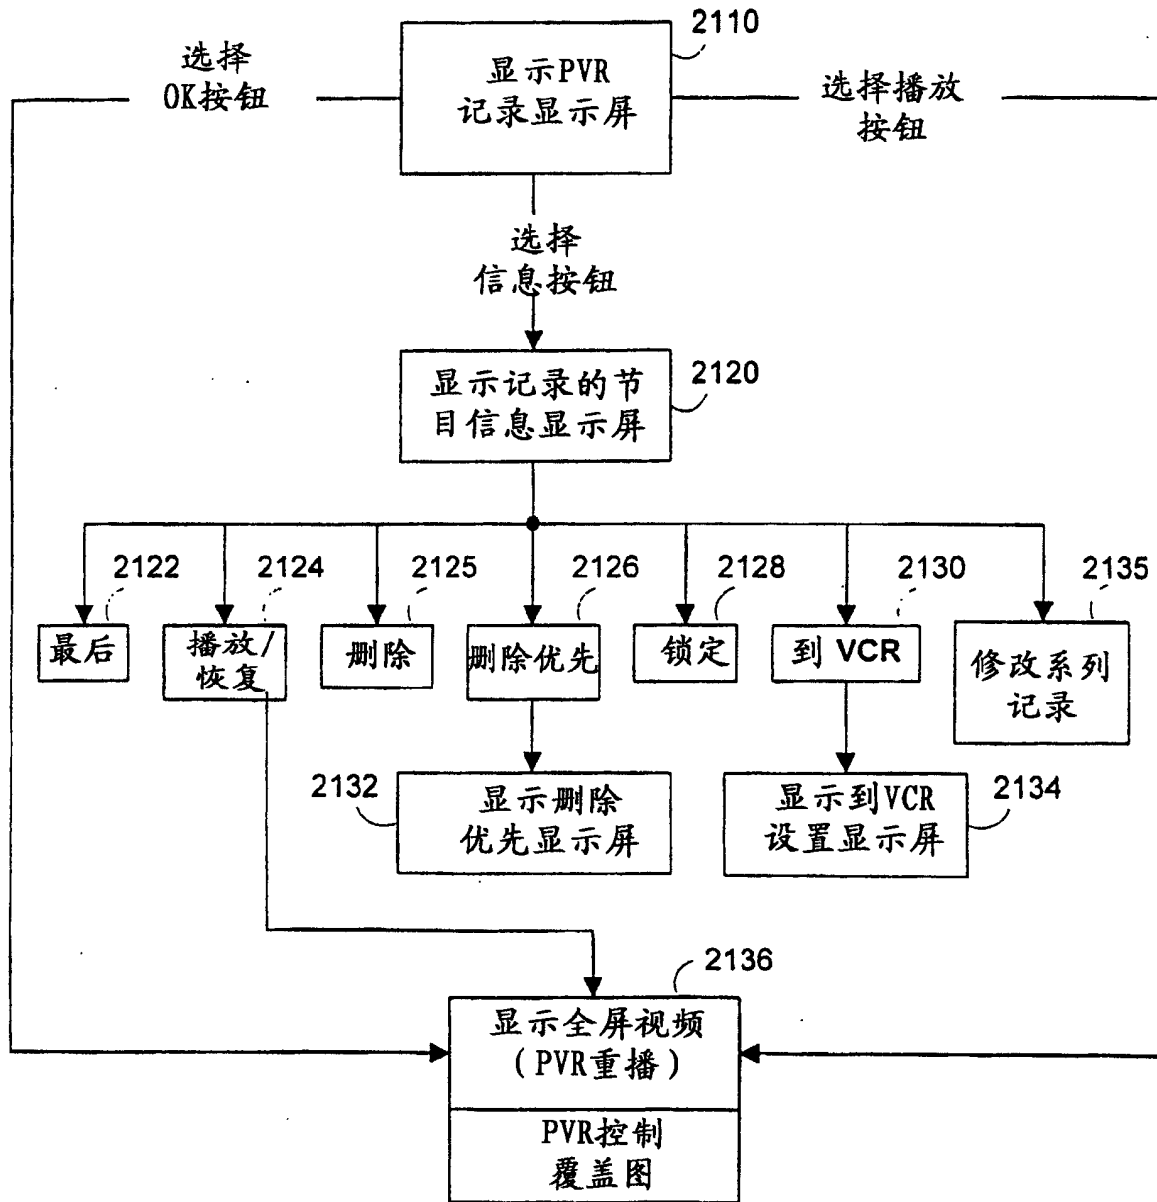 2110
选择
OK按钮
显示PVR
记录显示屏
选择播放
按钮
选择
信息按钮
2120
显示记录的节
目信息显示屏
2122
2124
2125
2126
2128
2130
2135
最后
播放/
恢复
删除
删除优先
锁定
到 VCR
修改系列
记录
2132
显示删除
优先显示屏
显示到VCR
设置显示屏
2134
2136
显示全屏视频
(PVR重播)
PVR控制
覆盖图